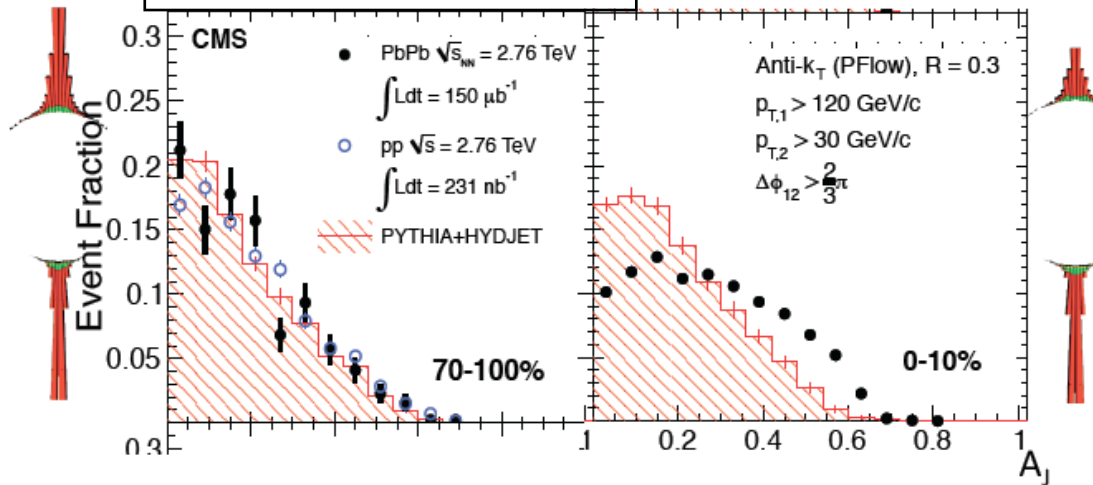 0.3
CMS
PbPb √s_NN = 2.76 TeV
∫Ldt = 150 μb⁻¹
0.25
pp √s = 2.76 TeV
∫Ldt = 231 nb⁻¹
0.2
PYTHIA+HYDJET
0.15
0.1
0.05
Event Fraction
70-100%
0.3
Anti-k_T (PFlow), R = 0.3
p_T,1 > 120 GeV/c
p_T,2 > 30 GeV/c
Δϕ_12 > 2/3 π
0-10%
0.2 0.4 0.6 0.8 1
A_J